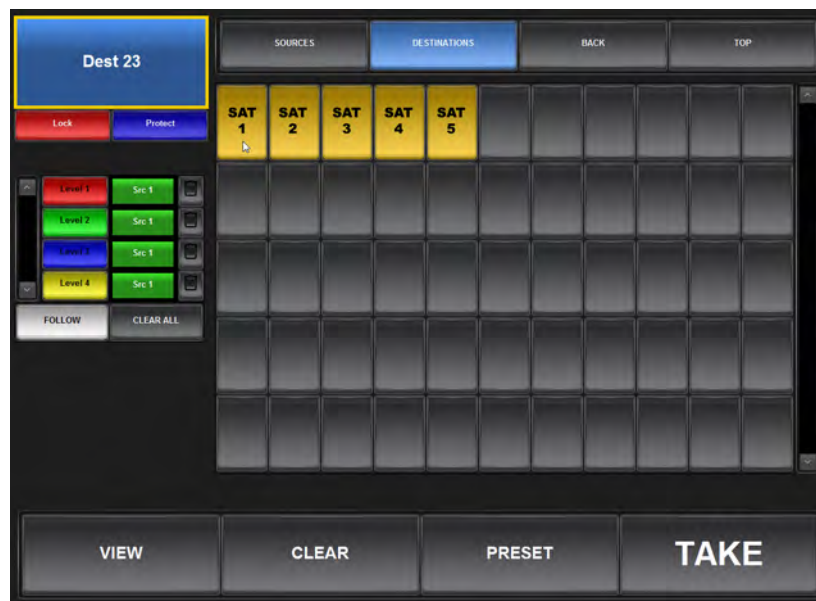 Dest 23
SOURCES
DESTINATIONS
BACK
TOP
Lock
Protect
SAT 1
SAT 2
SAT 3
SAT 4
SAT 5
Level 1
Src 1
Level 2
Src 1
Level 3
Src 1
Level 4
Src 1
FOLLOW
CLEAR ALL
VIEW
CLEAR
PRESET
TAKE